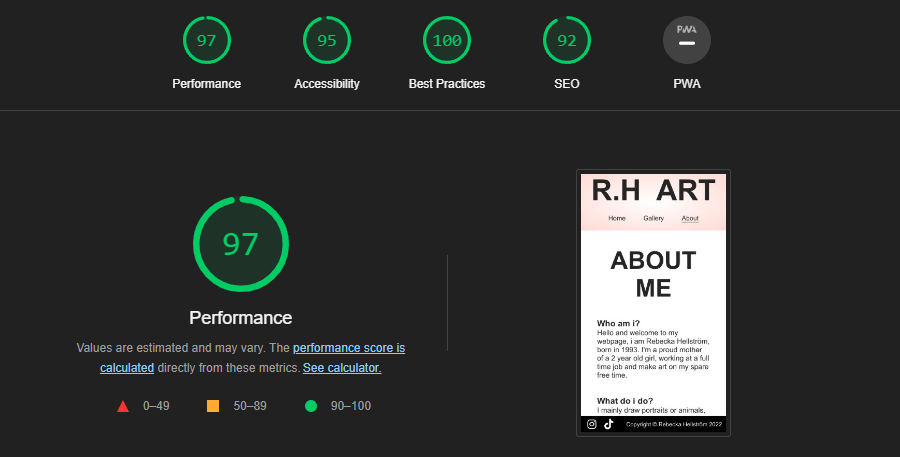 97
95
100
92
PWA
Performance
Accessibility
Best Practices
SEO
PWA
97
Performance
Values are estimated and may vary. The performance score is
calculated directly from these metrics. See calculator.
0–49
50–89
90–100
R.H ART
Home
Gallery
About
ABOUT
ME
Who am i?
Hello and welcome to my
webpage, i am Rebecka Hellström,
born in 1993. I'm a proud mother
of a 2 year old girl, working at a full
time job and make art on my spare
free time.
What do i do?
I mainly draw portraits or animals,
Copyright © Rebecka Hellström 2022